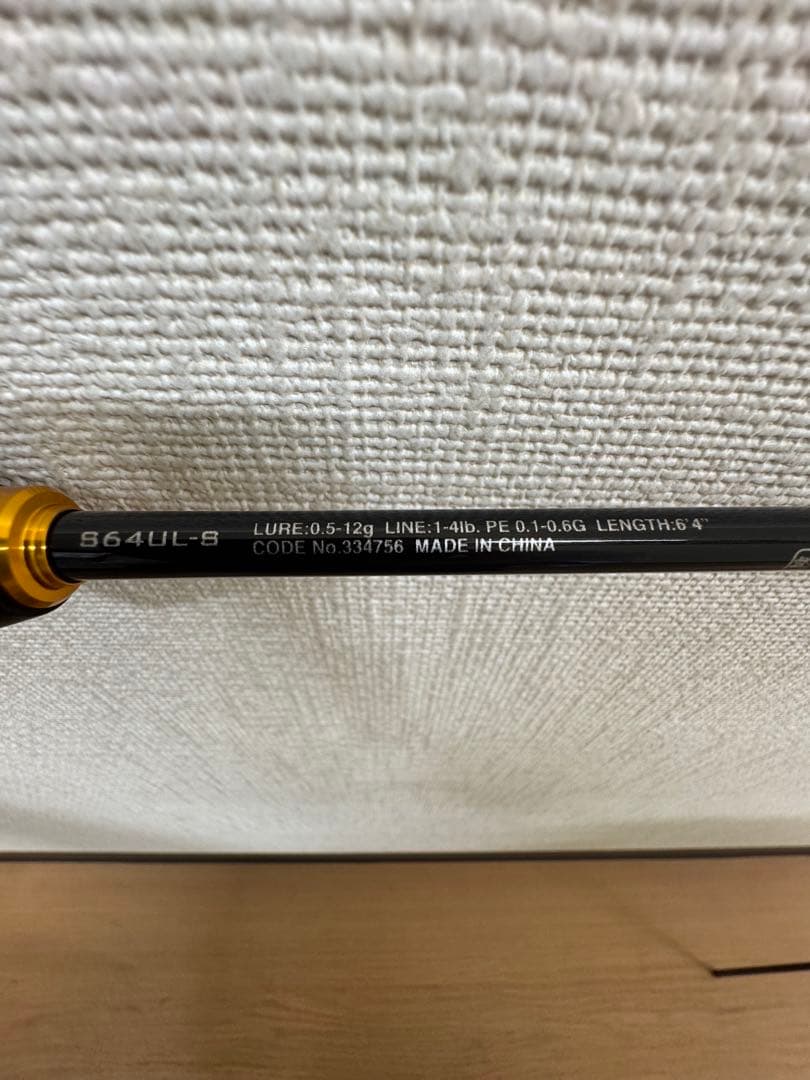 S64UL-S
LURE:0.5-12g LINE:1-4lb. PE 0.1-0.6G LENGTH:6'4"
CODE No.334756 MADE IN CHINA